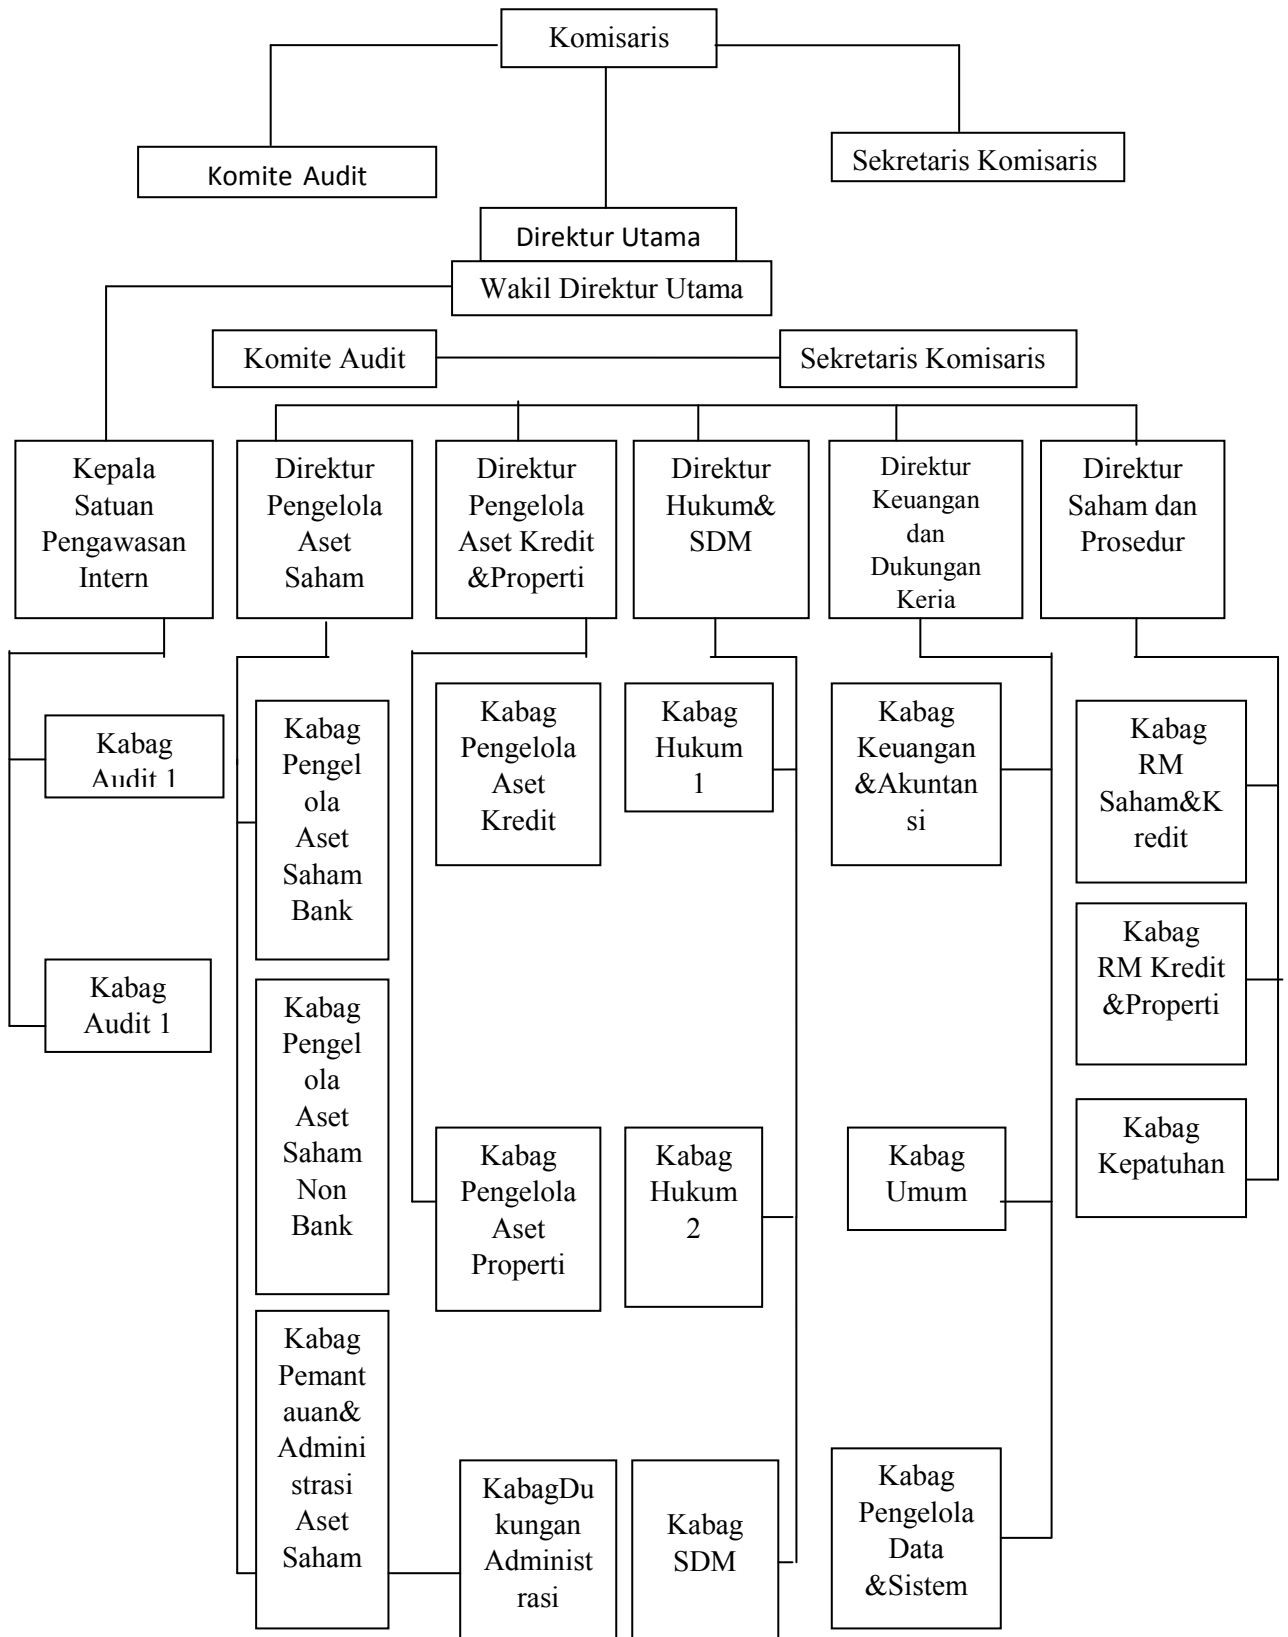 Komisaris
Komite Audit
Sekretaris Komisaris
Direktur Utama
Wakil Direktur Utama
Komite Audit
Sekretaris Komisaris
Kepala
Satuan
Pengawasan
Intern
Direktur
Pengelola
Aset
Saham
Direktur
Pengelola
Aset Kredit
&Properti
Direktur
Hukum&
SDM
Direktur
Keuangan
dan
Dukungan
Kerja
Direktur
Saham dan
Prosedur
Kabag
Audit 1
Kabag
Audit 1
Kabag
Pengel
ola
Aset
Saham
Bank
Kabag
Pengel
ola
Aset
Saham
Non
Bank
Kabag
Pemant
auan&
Admini
strasi
Aset
Saham
Kabag
Pengelola
Aset
Kredit
Kabag
Pengelola
Aset
Properti
KabagDu
kungan
Administ
rasi
Kabag
Hukum
1
Kabag
Hukum
2
Kabag
SDM
Kabag
Keuangan
&Akuntan
si
Kabag
Umum
Kabag
Pengelola
Data
&Sistem
Kabag
RM
Saham&K
redit
Kabag
RM Kredit
&Properti
Kabag
Kepatuhan